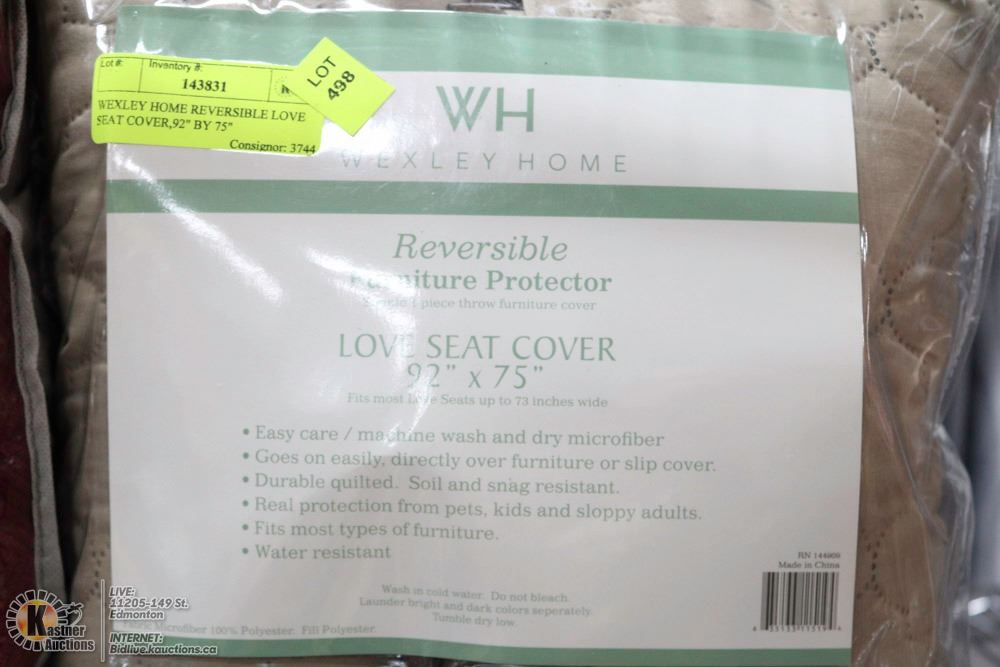 Lot #: Inventory #:
143831
WEXLEY HOME REVERSIBLE LOVE
SEAT COVER,92" BY 75"
Consignor: 3744
LOT
498
WH
WEXLEY HOME
Reversible
Furniture Protector
1 piece throw furniture cover
LOVE SEAT COVER
92" x 75"
Fits most Love Seats up to 73 inches wide
• Easy care / machine wash and dry microfiber
• Goes on easily, directly over furniture or slip cover.
• Durable quilted. Soil and snag resistant.
• Real protection from pets, kids and sloppy adults.
• Fits most types of furniture.
• Water resistant
RN 144909
Made in China
Wash in cold water. Do not bleach.
Launder bright and dark colors seperately.
Tumble dry low.
Microfiber 100% Polyester. Fill Polyester.
Kastner
Auctions
LIVE:
11205-149 St.
Edmonton
INTERNET:
Bidlive.kauctions.ca